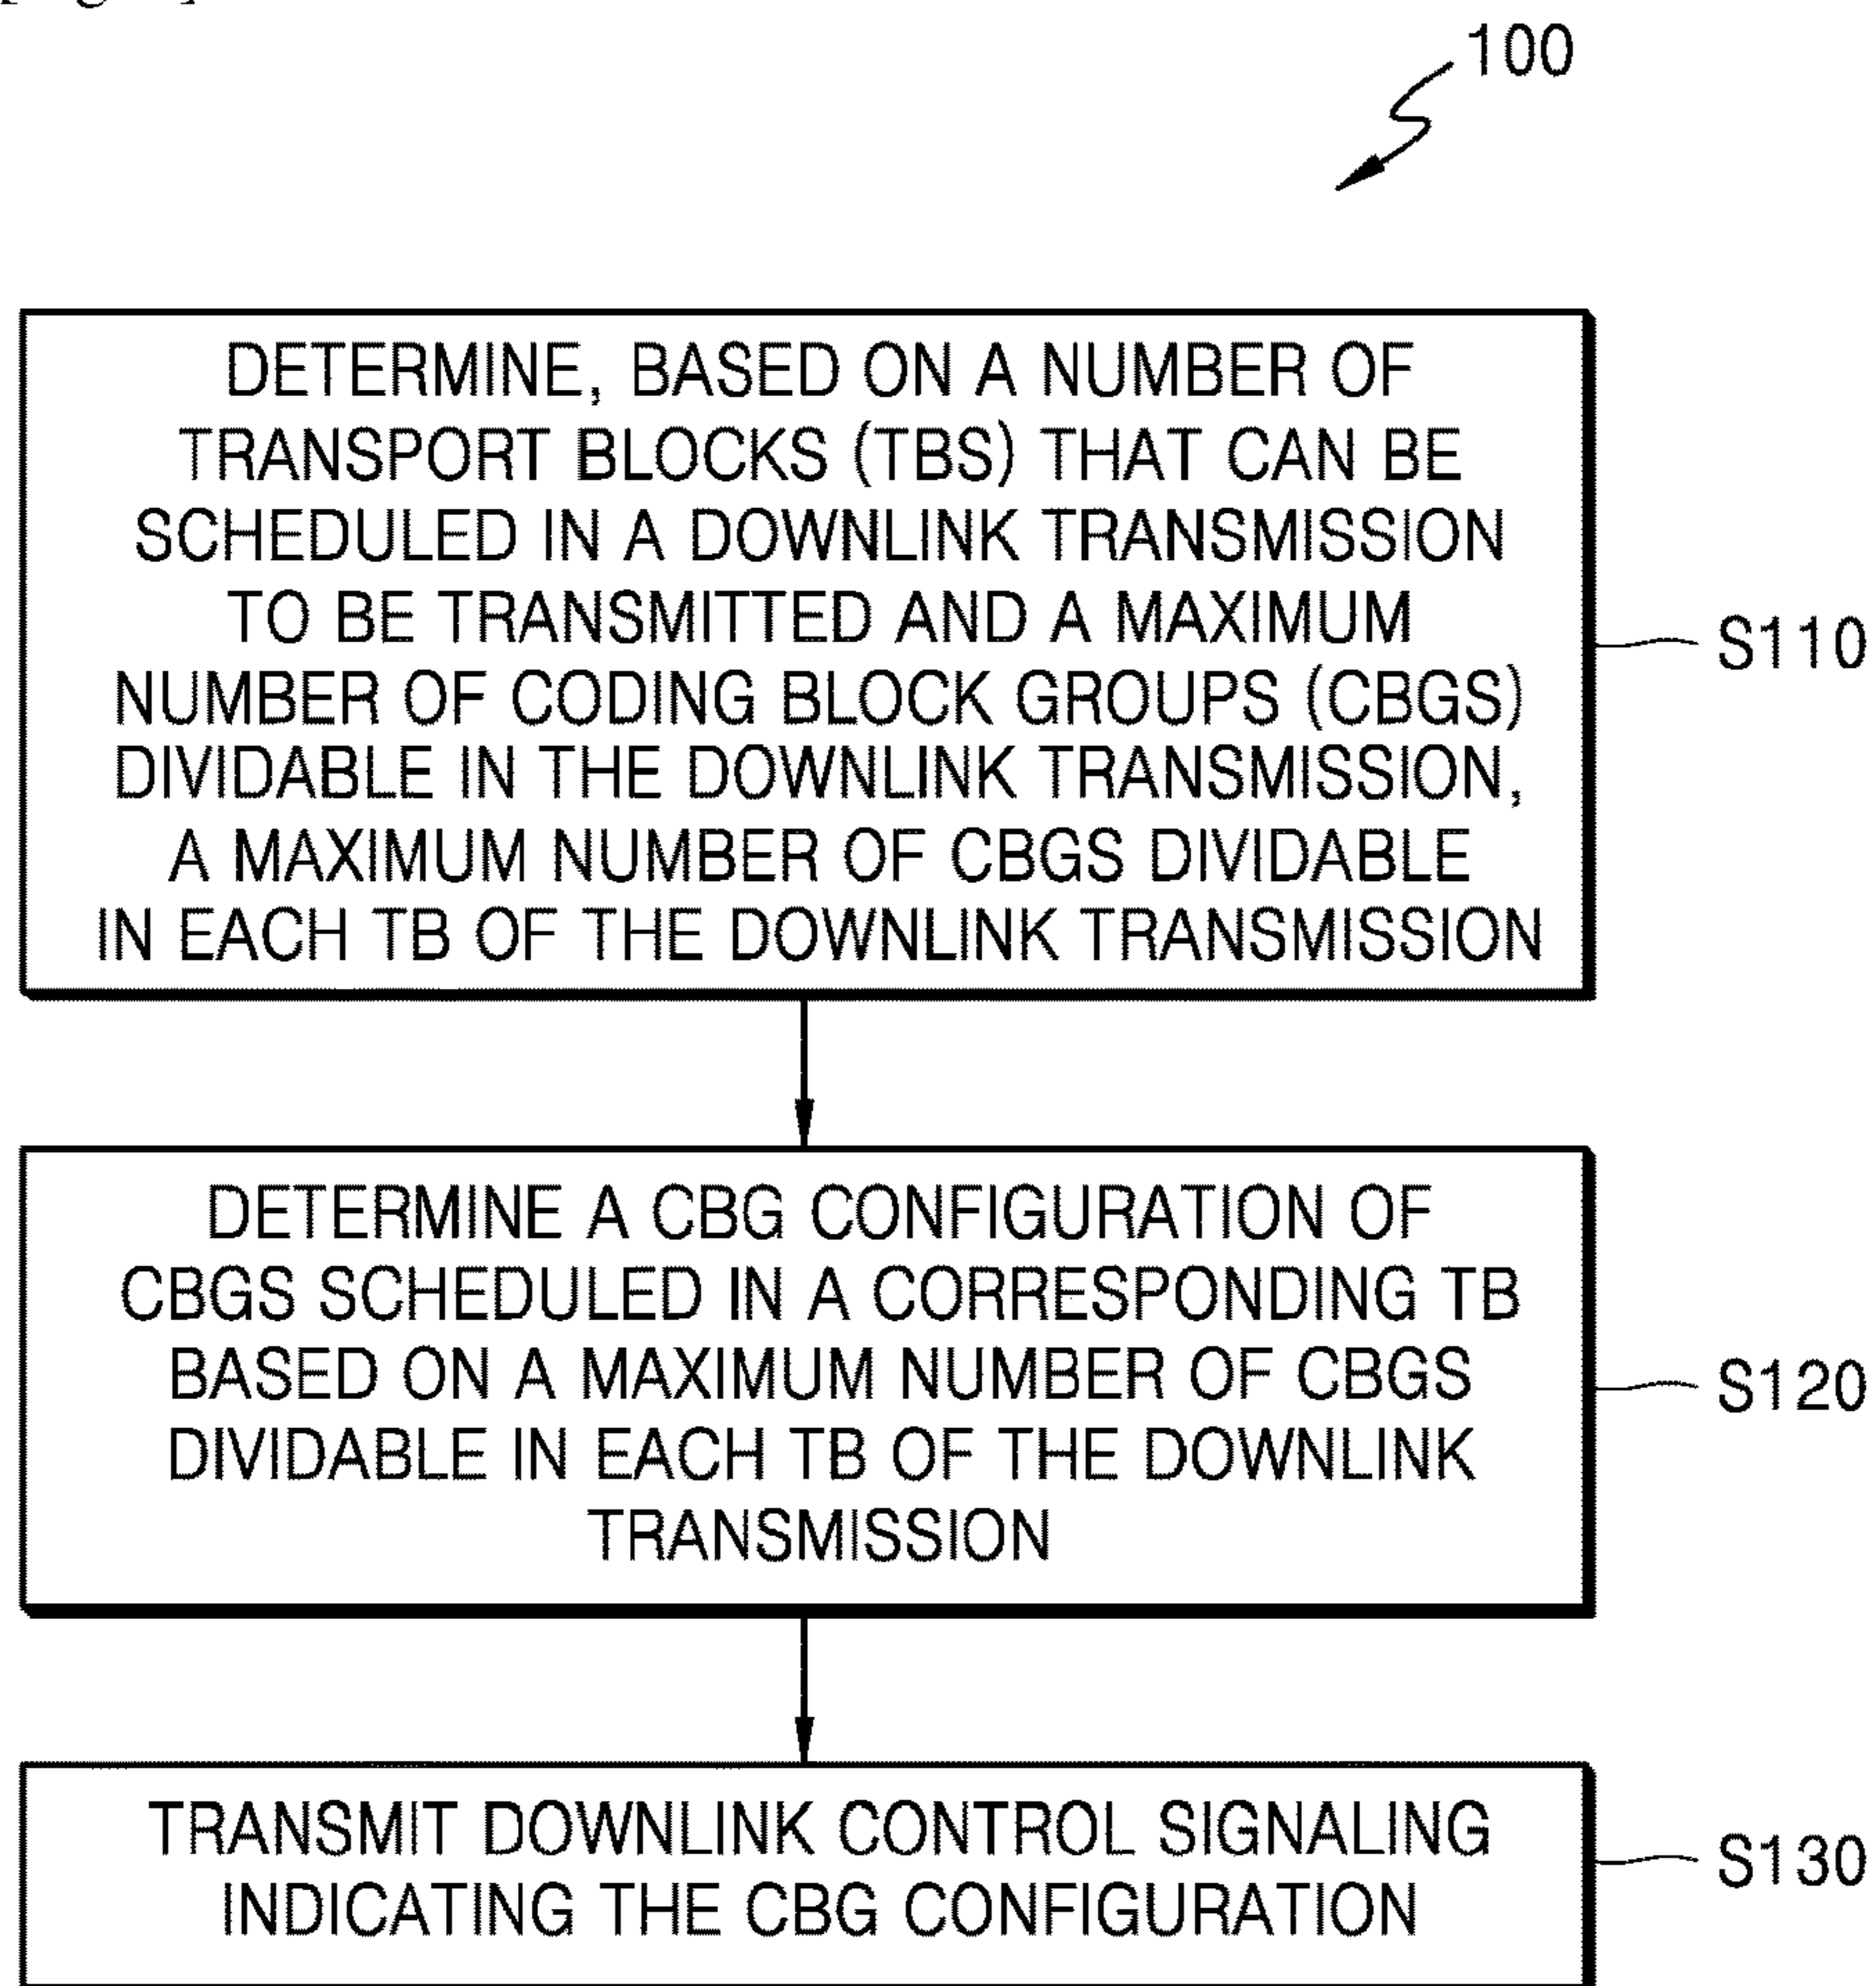 100
DETERMINE, BASED ON A NUMBER OF
TRANSPORT BLOCKS (TBS) THAT CAN BE
SCHEDULED IN A DOWNLINK TRANSMISSION
TO BE TRANSMITTED AND A MAXIMUM
NUMBER OF CODING BLOCK GROUPS (CBGS)
DIVIDABLE IN THE DOWNLINK TRANSMISSION,
A MAXIMUM NUMBER OF CBGS DIVIDABLE
IN EACH TB OF THE DOWNLINK TRANSMISSION
S110
DETERMINE A CBG CONFIGURATION OF
CBGS SCHEDULED IN A CORRESPONDING TB
BASED ON A MAXIMUM NUMBER OF CBGS
DIVIDABLE IN EACH TB OF THE DOWNLINK
TRANSMISSION
S120
TRANSMIT DOWNLINK CONTROL SIGNALING
INDICATING THE CBG CONFIGURATION
S130